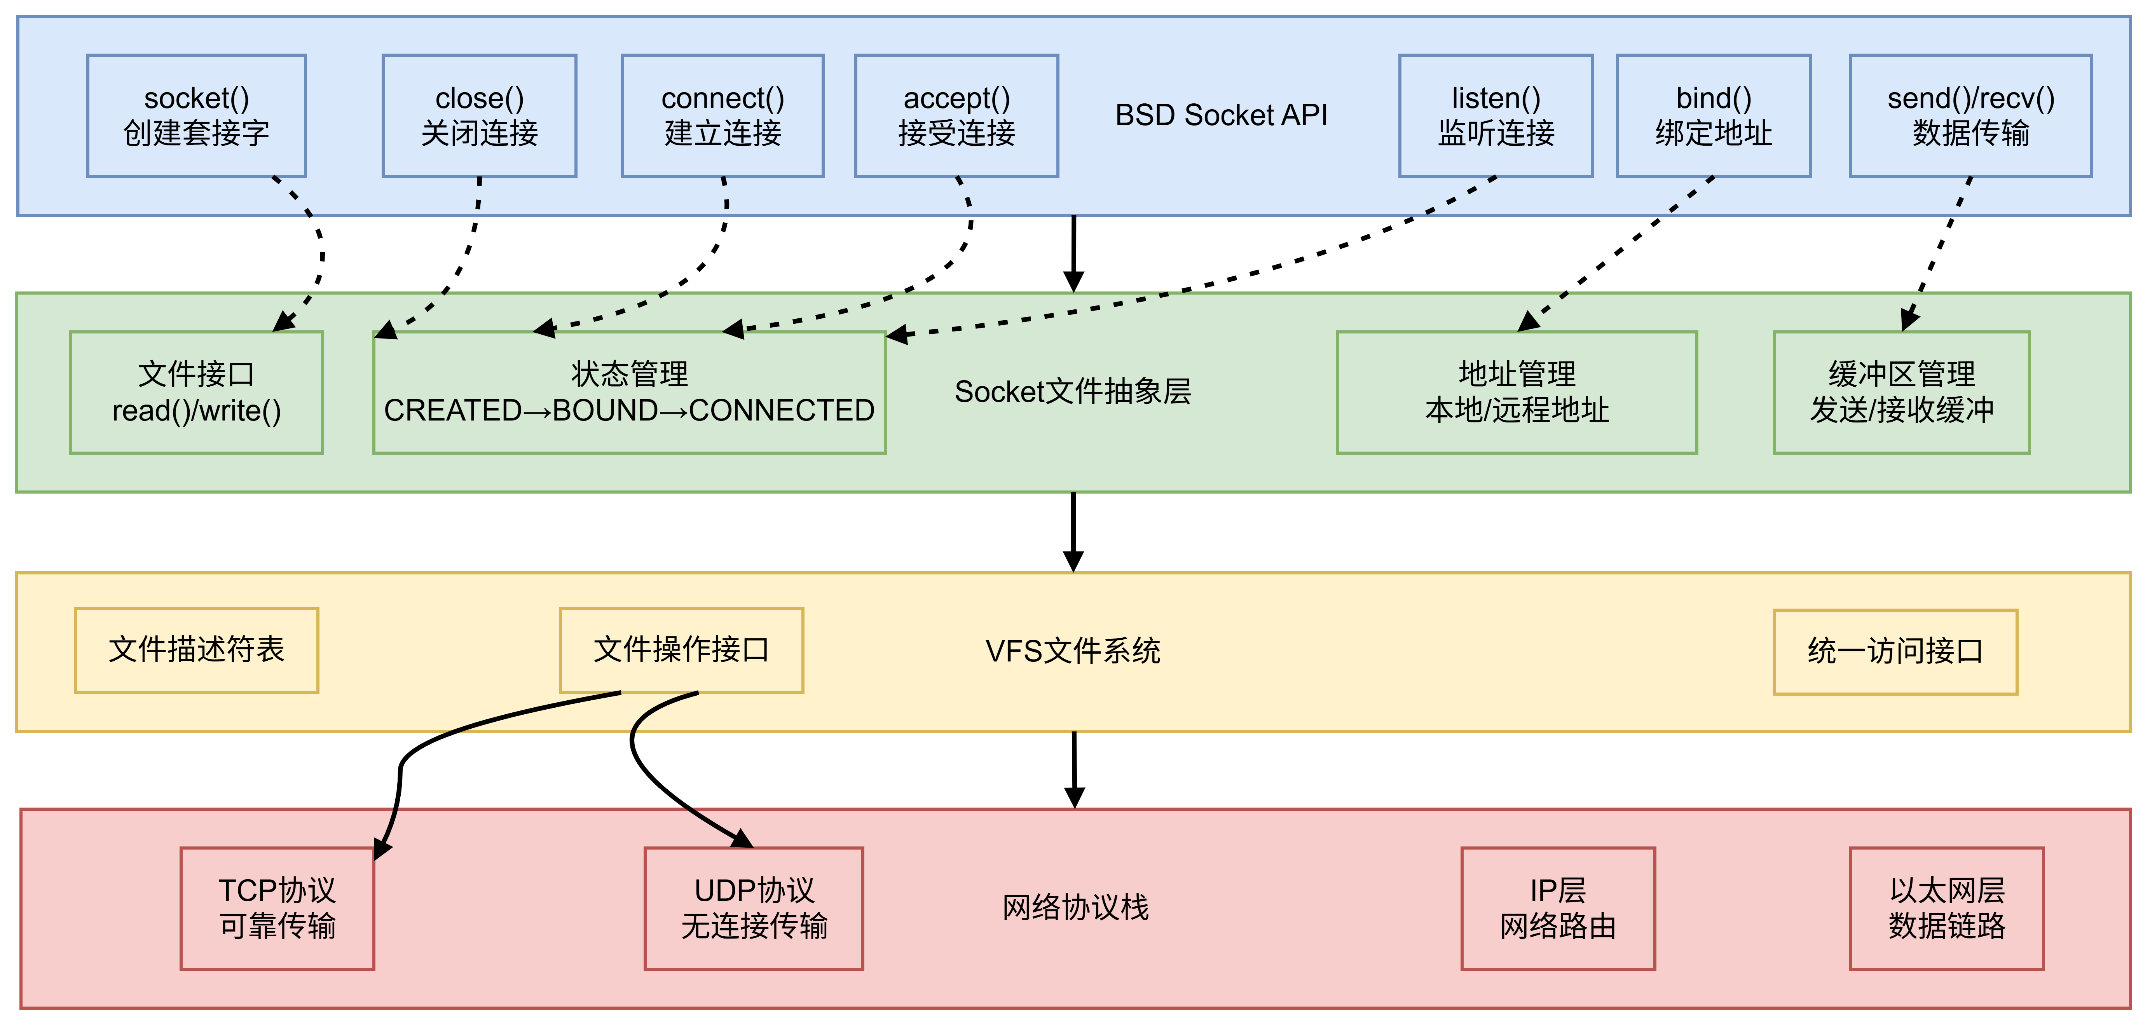 socket()
创建套接字
close()
关闭连接
connect()
建立连接
accept()
接受连接
BSD Socket API
listen()
监听连接
bind()
绑定地址
send()/recv()
数据传输
文件接口
read()/write()
状态管理
CREATED→BOUND→CONNECTED
Socket文件抽象层
地址管理
本地/远程地址
缓冲区管理
发送/接收缓冲
文件描述符表
文件操作接口
VFS文件系统
统一访问接口
TCP协议
可靠传输
UDP协议
无连接传输
网络协议栈
IP层
网络路由
以太网层
数据链路